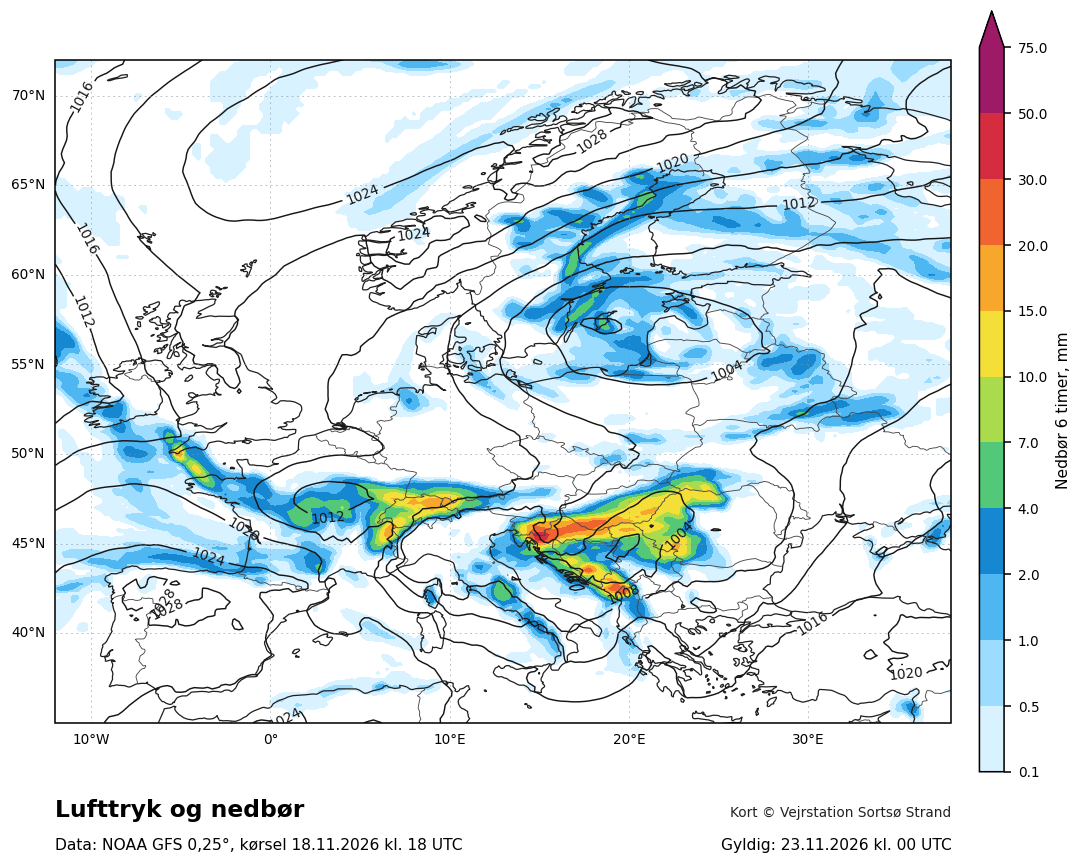 75.0
50.0
30.0
20.0
15.0
10.0
7.0
4.0
2.0
1.0
0.5
0.1
Nedbør 6 timer, mm
70°N
65°N
60°N
55°N
50°N
45°N
40°N
10°W
0°
10°E
20°E
30°E
1016
1016
1012
1024
1024
1028
1020
1012
1004
1012
1020
1024
1028
1028
1004
1008
1016
1020
1024
Lufttryk og nedbør
Kort © Vejrstation Sortsø Strand
Data: NOAA GFS 0,25°, kørsel 18.11.2026 kl. 18 UTC
Gyldig: 23.11.2026 kl. 00 UTC